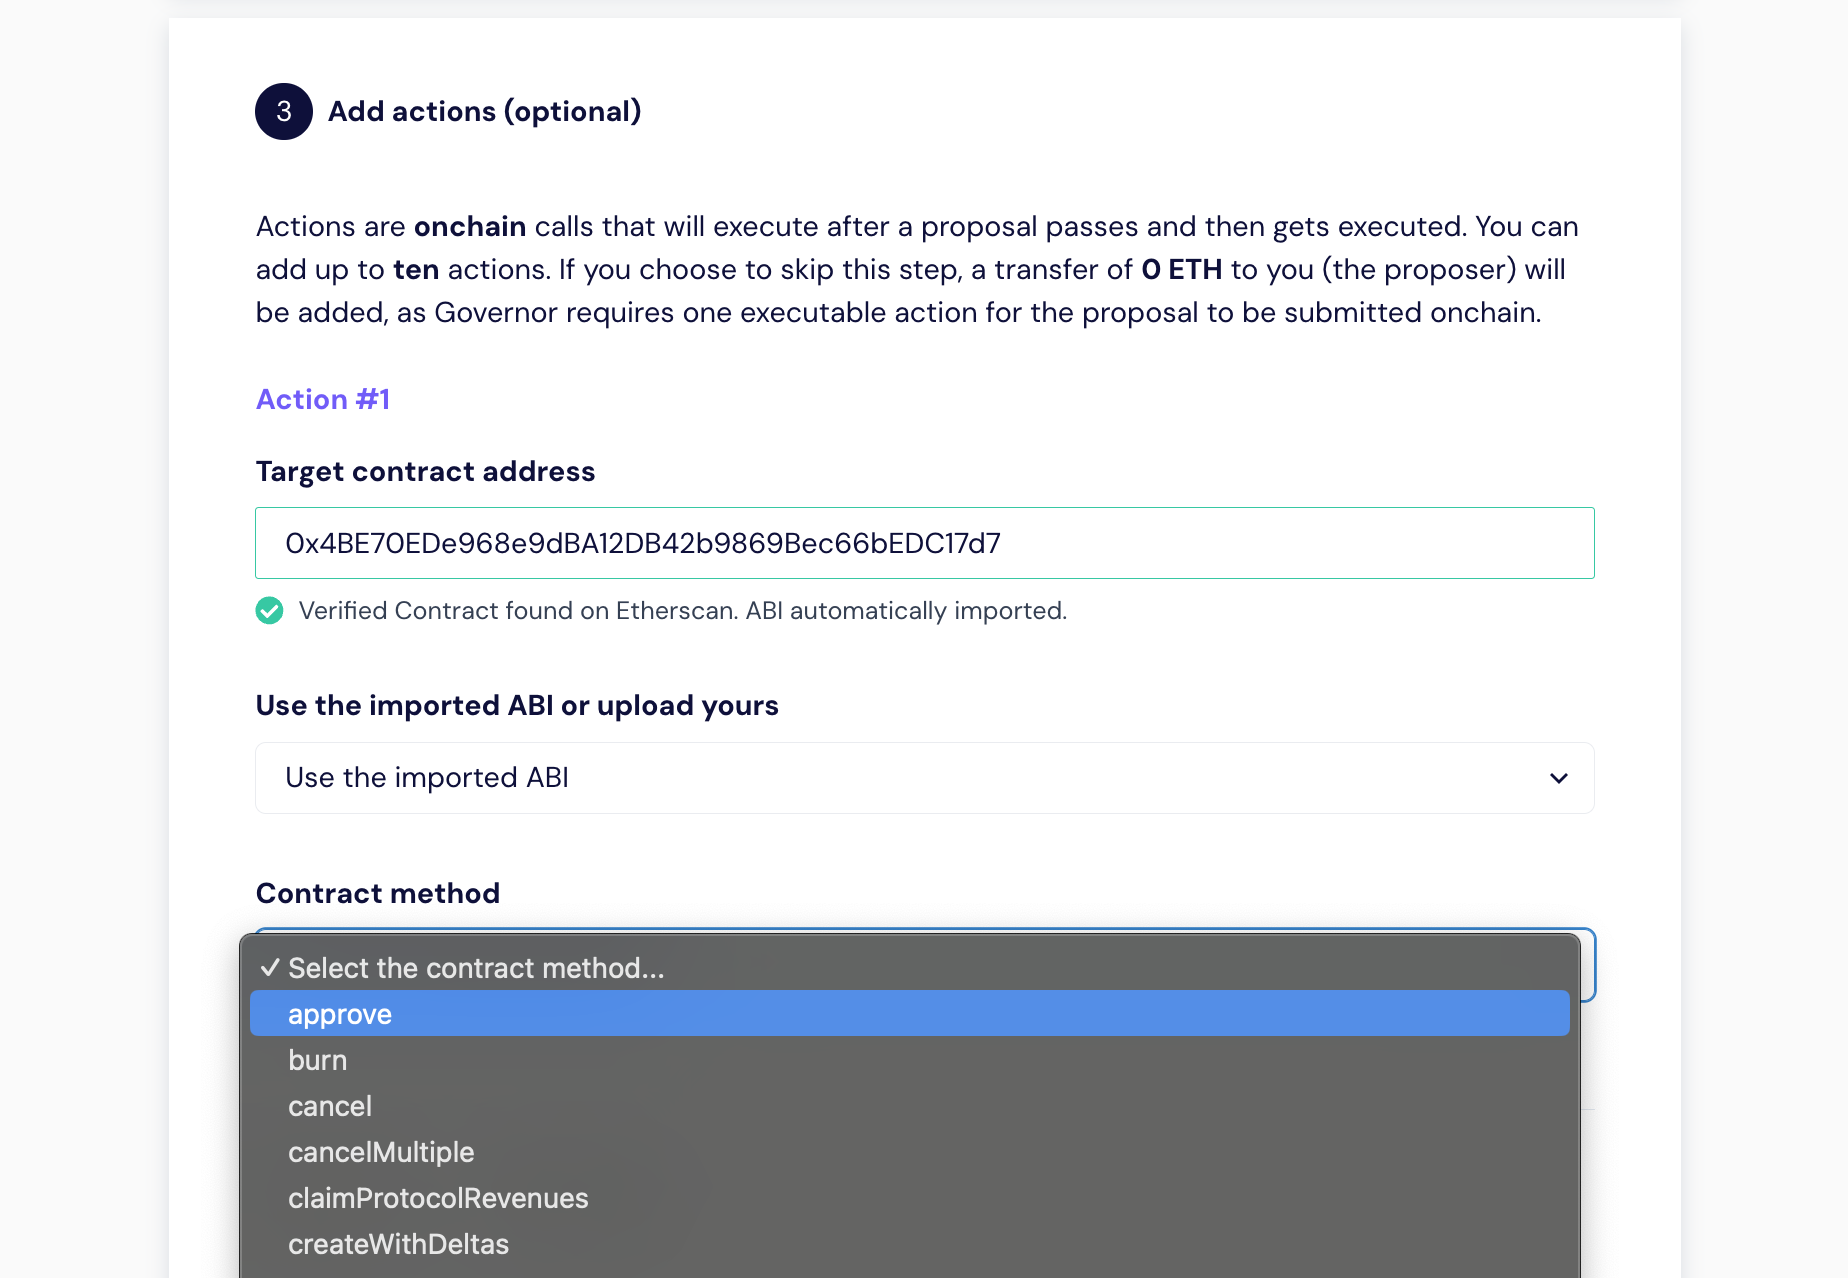 3 Add actions (optional)
Actions are onchain calls that will execute after a proposal passes and then gets executed. You can
add up to ten actions. If you choose to skip this step, a transfer of 0 ETH to you (the proposer) will
be added, as Governor requires one executable action for the proposal to be submitted onchain.
Action #1
Target contract address
0x4BE70EDe968e9dBA12DB42b9869Bec66bEDC17d7
Verified Contract found on Etherscan. ABI automatically imported.
Use the imported ABI or upload yours
Use the imported ABI
Contract method
✓ Select the contract method...
approve
burn
cancel
cancelMultiple
claimProtocolRevenues
createWithDeltas